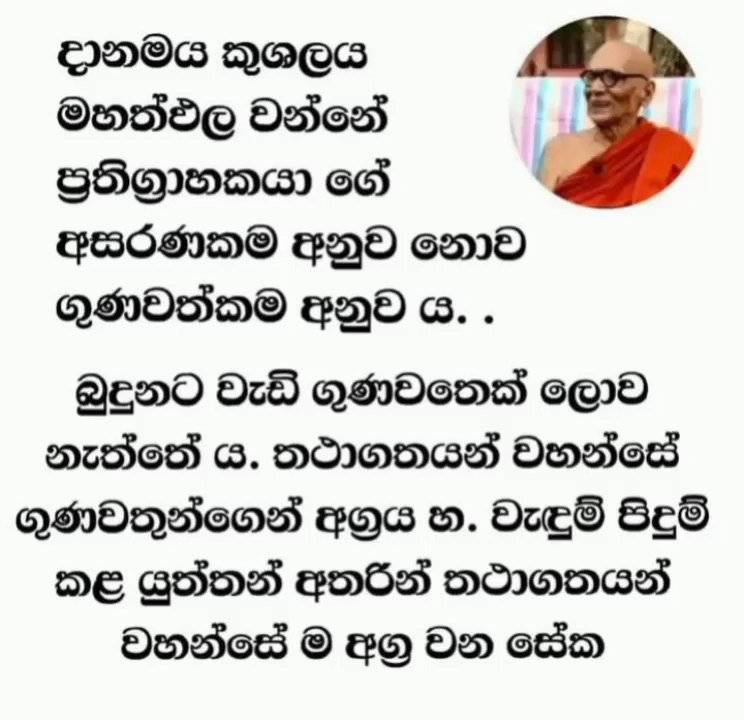 දානමය කුශලය
මහත්ඵල වන්නේ
ප්‍රතිග්‍රාහකයා ගේ
අසරණකම අනුව නොව
ගුණවත්කම අනුව ය. .
බුදුනට වැඩි ගුණවතෙක් ලොව
නැත්තේ ය. තථාගතයන් වහන්සේ
ගුණවතුන්ගෙන් අග්‍රය හ. වැඳුම් පිදුම්
කළ යුත්තන් අතරින් තථාගතයන්
වහන්සේ ම අග්‍ර වන සේක